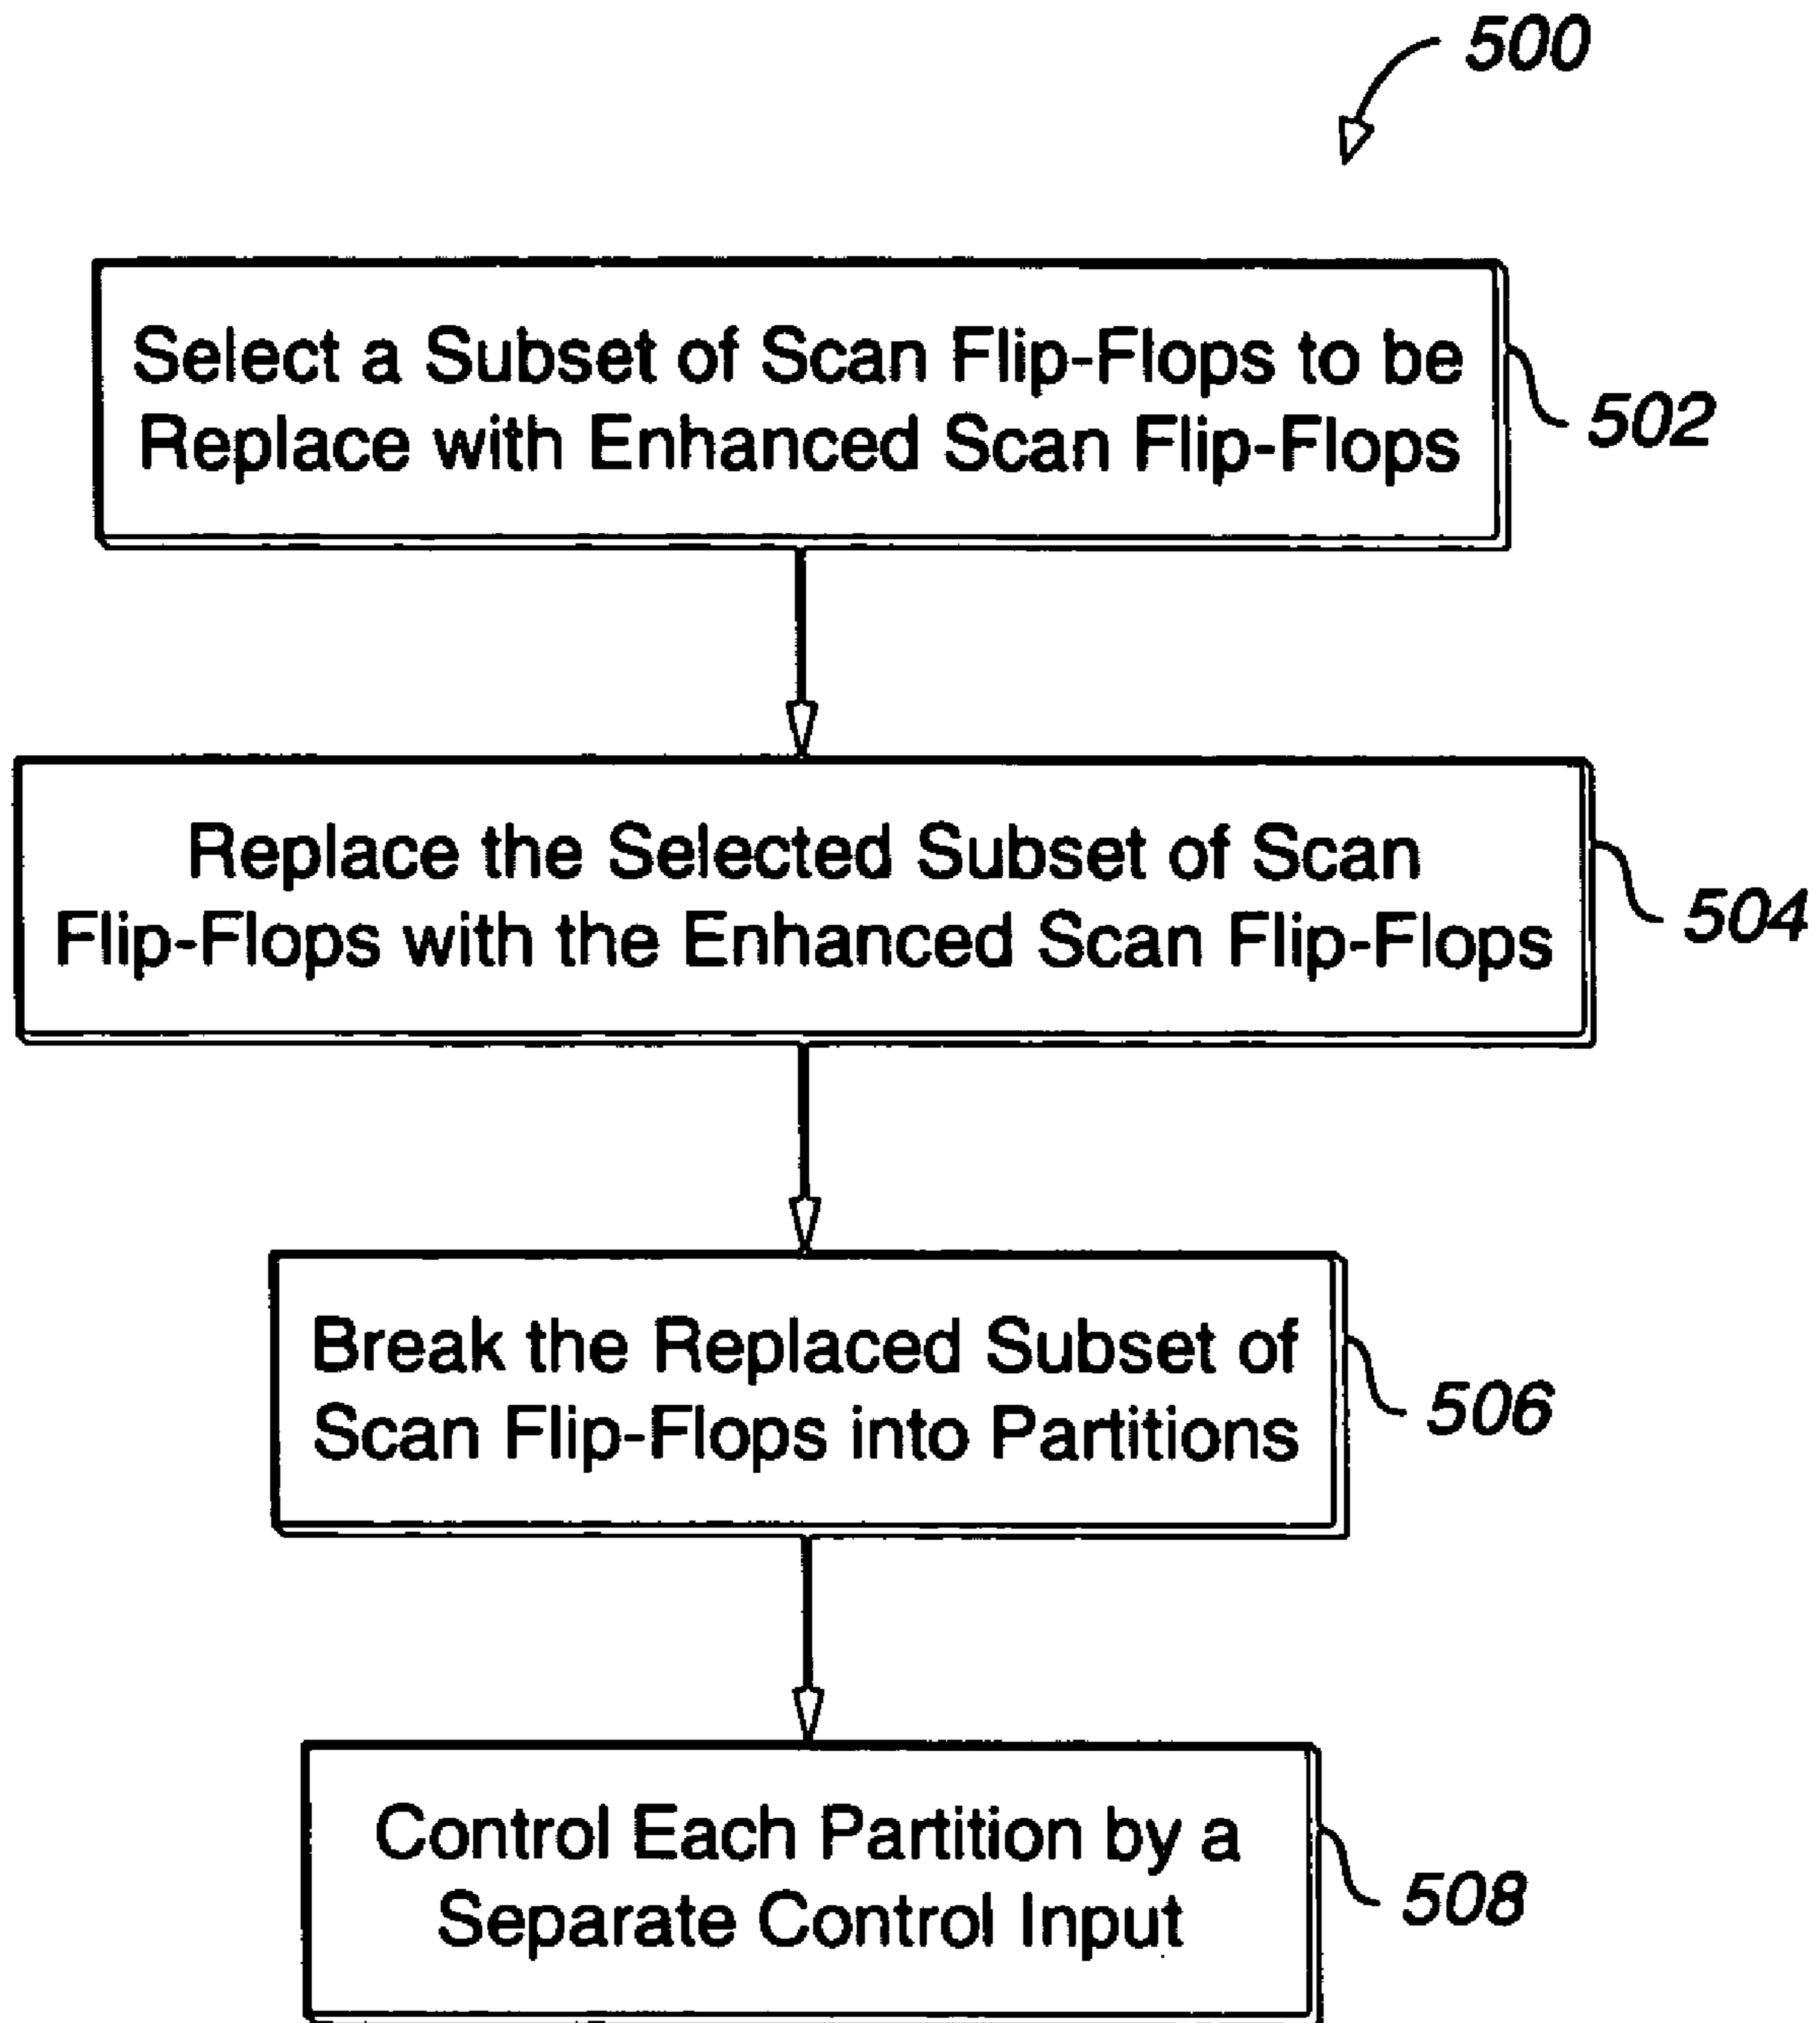 500
Select a Subset of Scan Flip-Flops to be
Replace with Enhanced Scan Flip-Flops
502
Replace the Selected Subset of Scan
Flip-Flops with the Enhanced Scan Flip-Flops
504
Break the Replaced Subset of
Scan Flip-Flops into Partitions
506
Control Each Partition by a
Separate Control Input
508